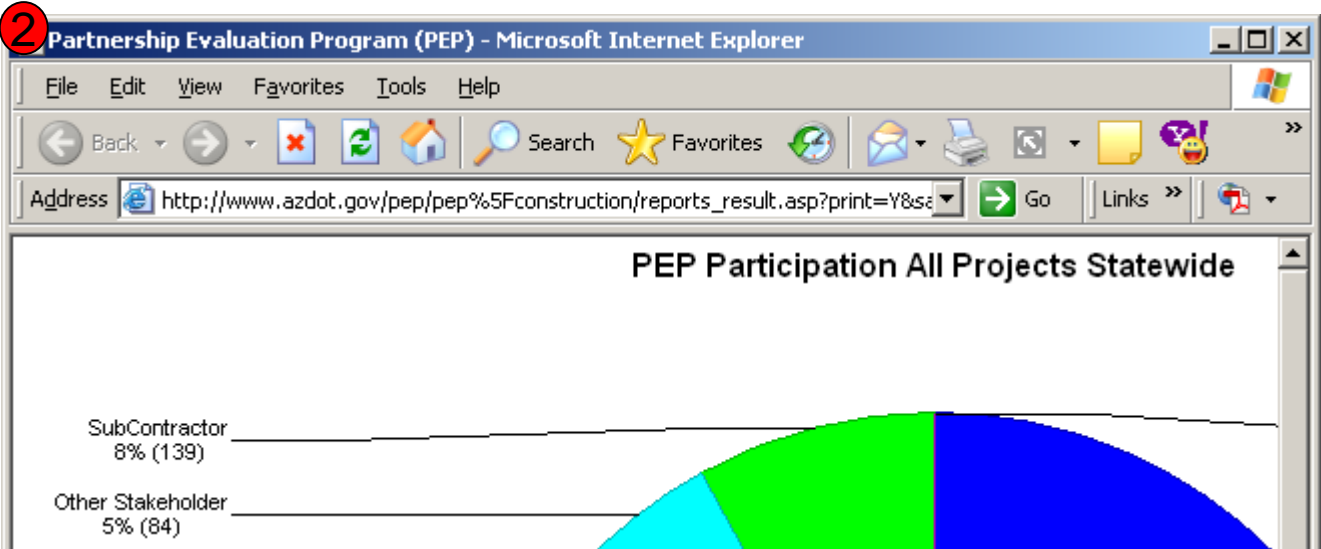 2
Partnership Evaluation Program (PEP) - Microsoft Internet Explorer
File Edit View Favorites Tools Help
Back Search Favorites »
Address http://www.azdot.gov/pep/pep%5Fconstruction/reports_result.asp?print=Y&sa Go Links »
PEP Participation All Projects Statewide
SubContractor
8% (139)
Other Stakeholder
5% (84)